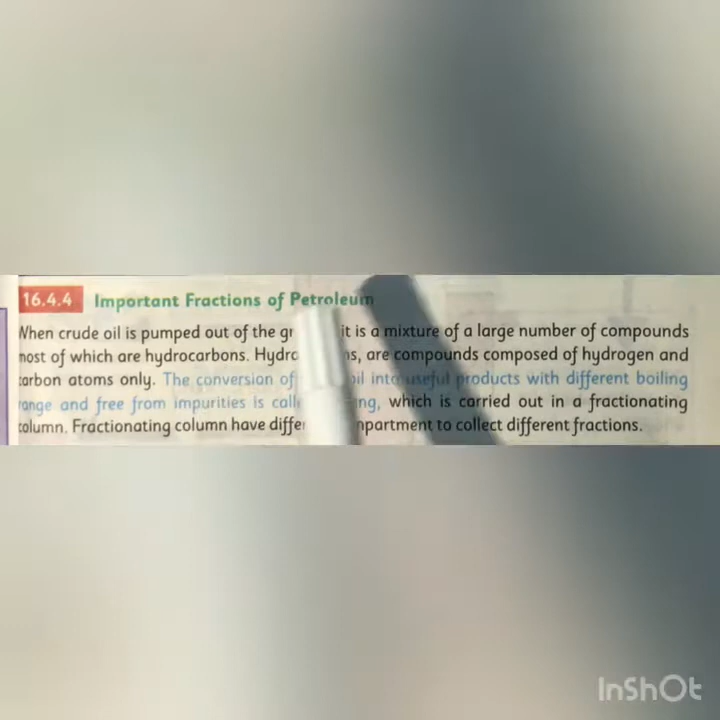 16.4.4 Important Fractions of Petroleum
When crude oil is pumped out of the gr it is a mixture of a large number of compounds
most of which are hydrocarbons. Hydro s, are compounds composed of hydrogen and
carbon atoms only. The conversion of oil into useful products with different boiling
range and free from impurities is call ng, which is carried out in a fractionating
column. Fractionating column have differ mpartment to collect different fractions.
InShOt